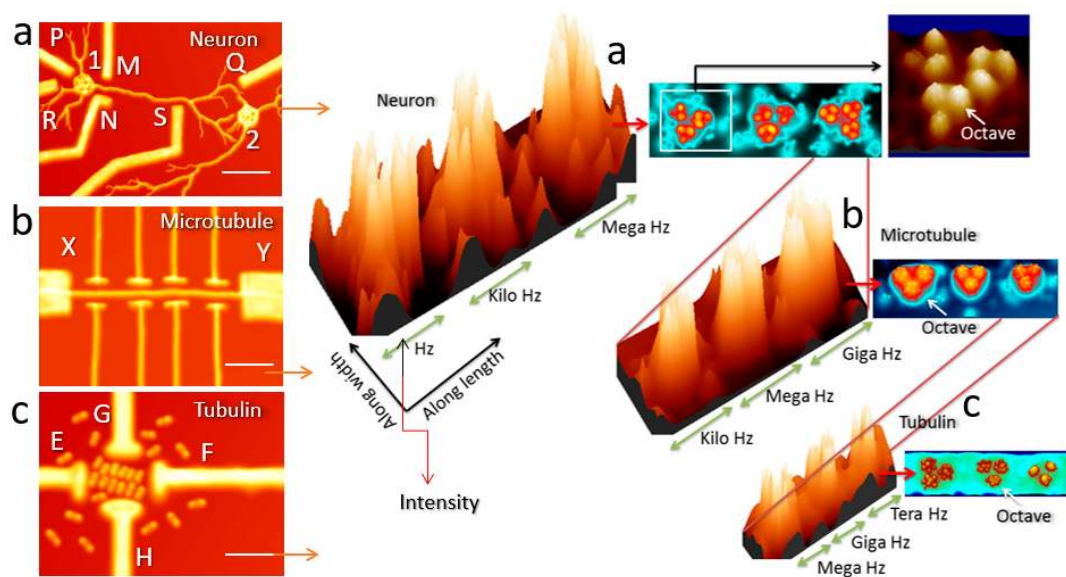 a
Neuron
P
1
M
Q
R
N
S
2
b
Microtubule
X
Y
c
Tubulin
G
E
F
H
a
Neuron
Mega Hz
Kilo Hz
Hz
Along width
Along length
Intensity
Octave
b
Microtubule
Octave
Giga Hz
Mega Hz
Kilo Hz
c
Tubulin
Octave
Tera Hz
Giga Hz
Mega Hz